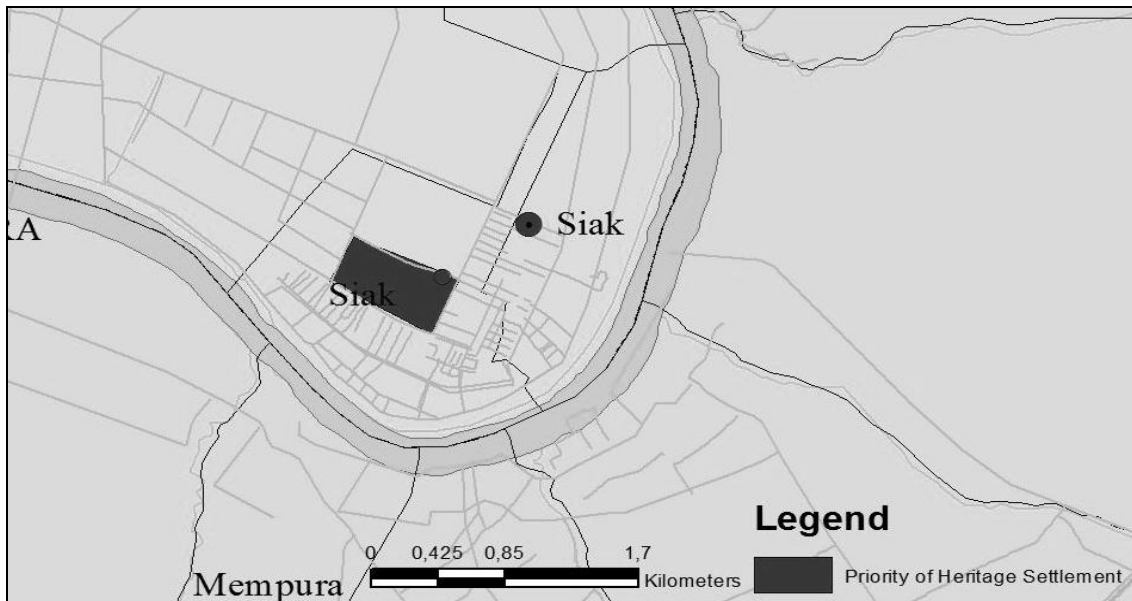 Siak
RA
Siak
Legend
0 0,425 0,85 1,7
Kilometers
Priority of Heritage Settlement
Mempura